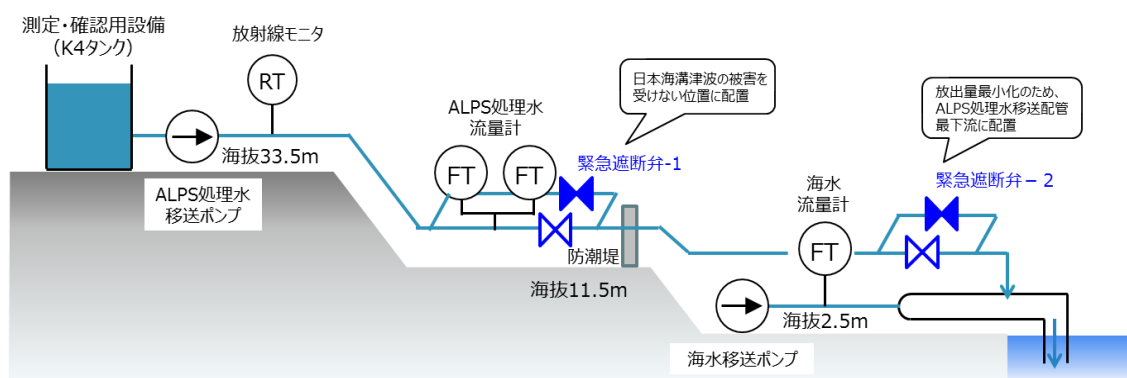 測定・確認用設備
（K4タンク）
放射線モニタ
RT
ALPS処理水
流量計
FT
FT
日本海溝津波の被害を
受けない位置に配置
緊急遮断弁-1
放出量最小化のため、
ALPS処理水移送配管
最下流に配置
緊急遮断弁－2
海水
流量計
FT
海抜33.5m
ALPS処理水
移送ポンプ
防潮堤
海抜11.5m
海抜2.5m
海水移送ポンプ